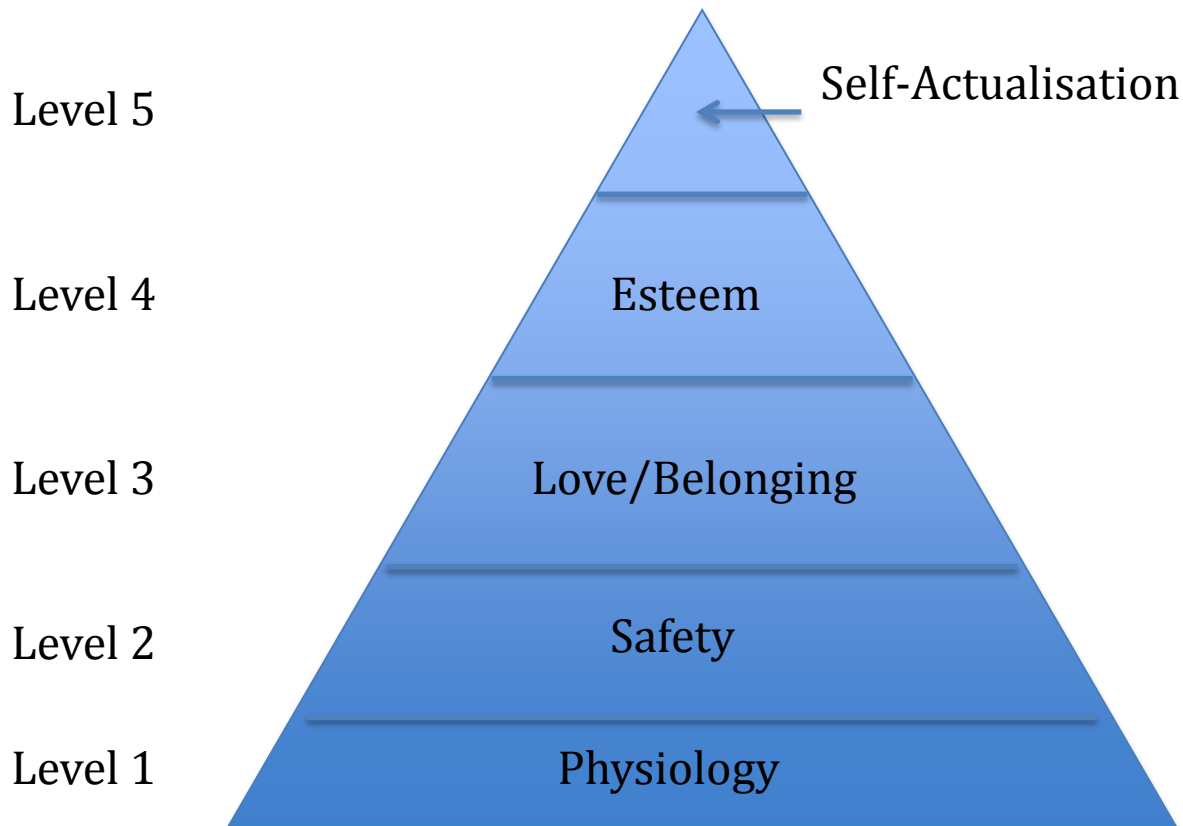 Level 5
Self-Actualisation
Level 4
Esteem
Level 3
Love/Belonging
Level 2
Safety
Level 1
Physiology